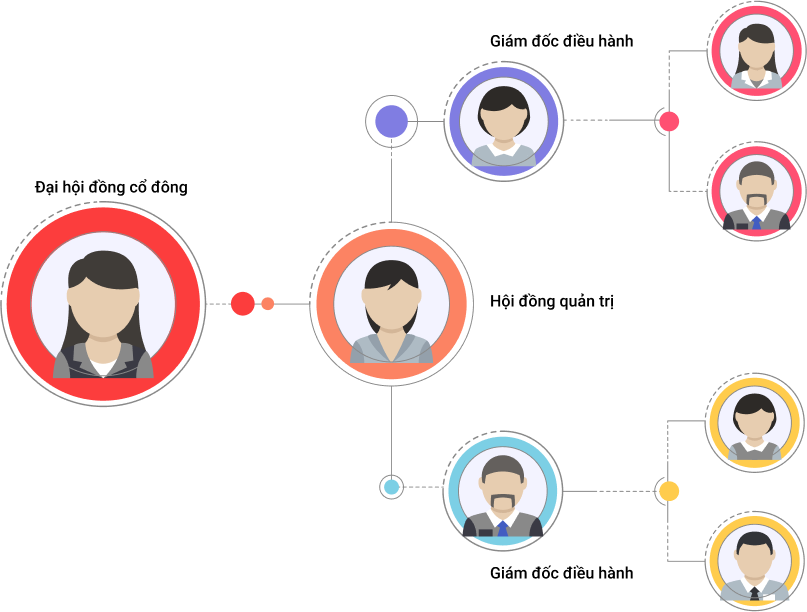 Giám đốc điều hành
Đại hội đồng cổ đông
Hội đồng quản trị
Giám đốc điều hành